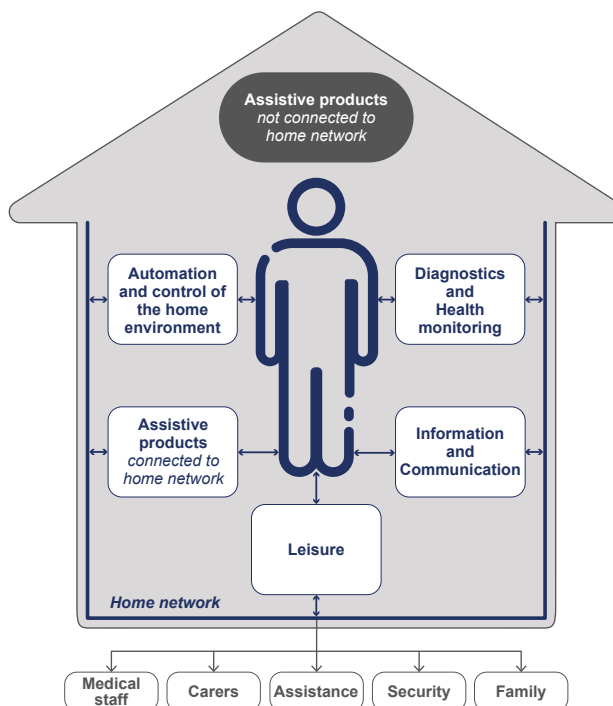 Assistive products
not connected to
home network
Automation
and control of
the home
environment
Diagnostics
and
Health
monitoring
Assistive
products
connected to
home network
Information
and
Communication
Leisure
Home network
Medical
staff
Carers
Assistance
Security
Family